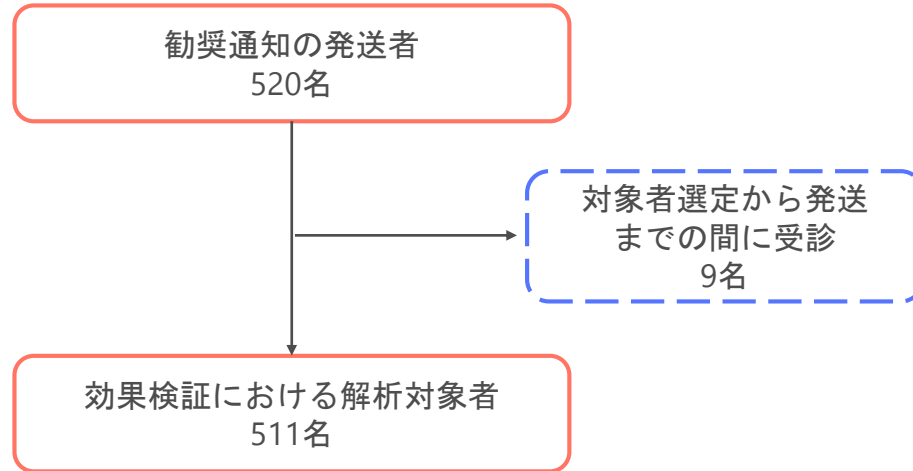 勧奨通知の発送者
520名
対象者選定から発送
までの間に受診
9名
効果検証における解析対象者
511名